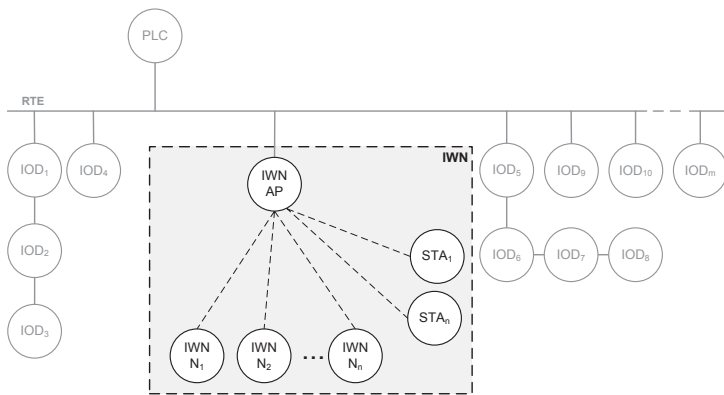 PLC
RTE
IWN
IOD₁
IOD₄
IWN
AP
IOD₅
IOD₉
IOD₁₀
IODₘ
IOD₂
STA₁
IOD₆
IOD₇
IOD₈
IOD₃
STAₙ
IWN
N₁
IWN
N₂
...
IWN
Nₙ